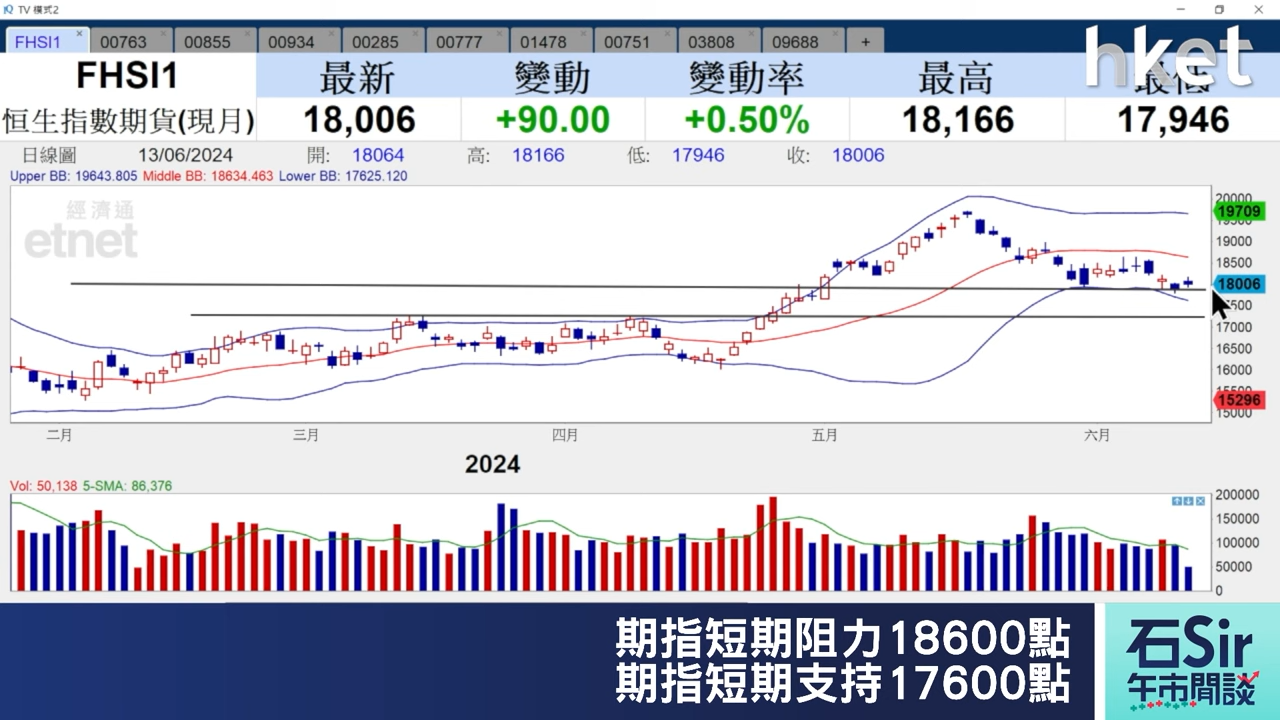 TV 模式2
FHSI1 00763 00855 00934 00285 00777 01478 00751 03808 09688 +
hket
FHSI1 最新 變動 變動率 最高 最低
恒生指數期貨(現月) 18,006 +90.00 +0.50% 18,166 17,946
日線圖 13/06/2024 開: 18064 高: 18166 低: 17946 收: 18006
Upper BB: 19643.805 Middle BB: 18634.463 Lower BB: 17625.120
經濟通
etnet
20000
19709
19000
18500
18006
17000
16500
16000
15296
15000
二月 三月 四月 五月 六月
2024
Vol: 50,138 5-SMA: 86,376
200000
150000
100000
50000
0
期指短期阻力18600點
期指短期支持17600點
石Sir
午市閒談